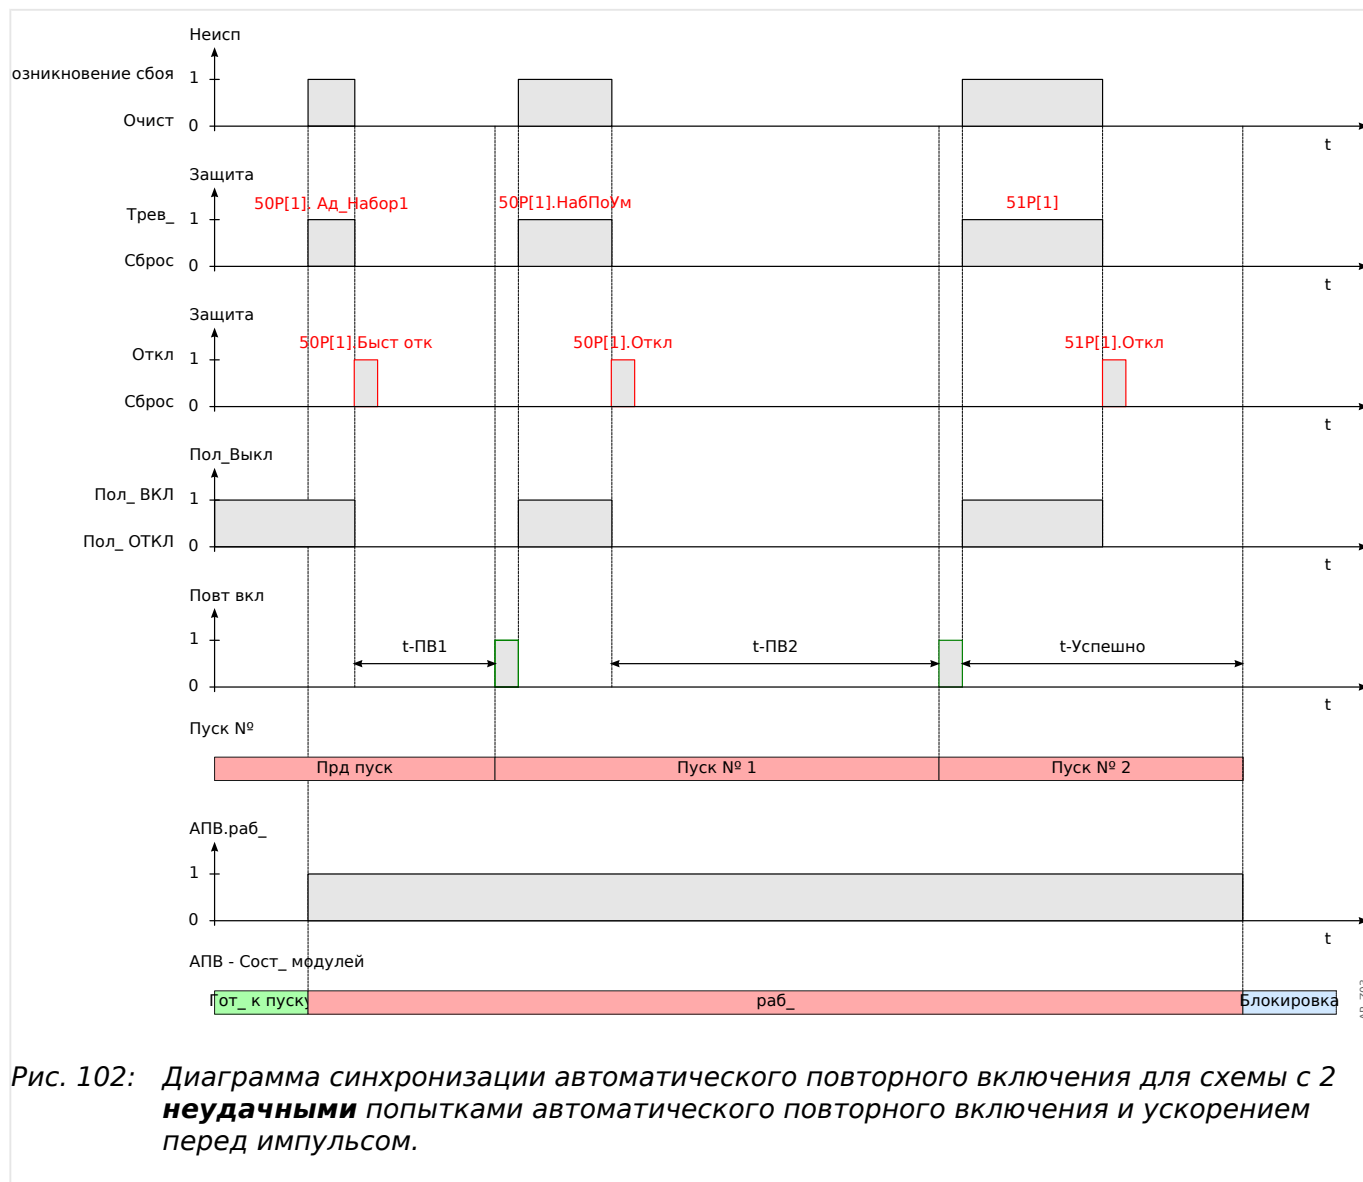 Неисп
озникновение сбоя 1
Очист 0
t
Защита
50P[1]. Ад_Набор1 50P[1].НабПоУм 51P[1]
Трев_ 1
Сброс 0
t
Защита
50P[1].Быст отк 50P[1].Откл 51P[1].Откл
Откл 1
Сброс 0
t
Пол_Выкл
Пол_ ВКЛ 1
Пол_ ОТКЛ 0
t
Повт вкл
1 t-ПВ1 t-ПВ2 t-Успешно
0
t
Пуск №
Прд пуск Пуск № 1 Пуск № 2
АПВ.раб_
1
0
t
АПВ - Сост_ модулей
Гот_ к пуску раб_ Блокировка
Рис. 102: Диаграмма синхронизации автоматического повторного включения для схемы с 2
неудачными попытками автоматического повторного включения и ускорением
перед импульсом.